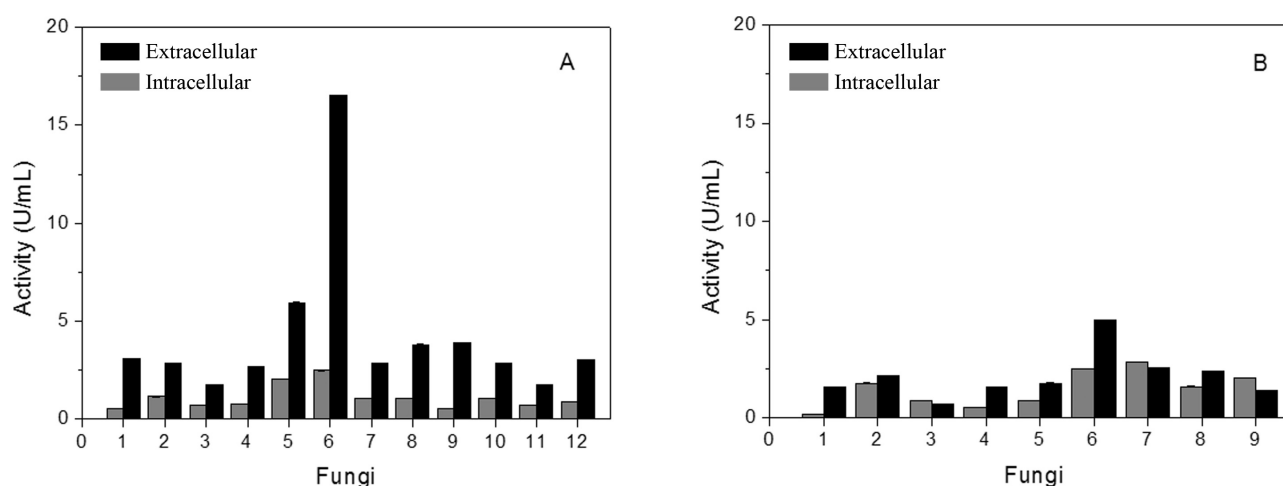 20
15
10
5
0
Activity (U/mL)
Extracellular
Intracellular
A
0 1 2 3 4 5 6 7 8 9 10 11 12
Fungi
20
15
10
5
0
Activity (U/mL)
Extracellular
Intracellular
B
0 1 2 3 4 5 6 7 8 9
Fungi